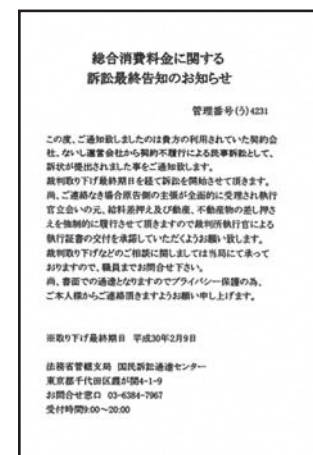 総合消費料金に関する
訴訟最終告知のお知らせ
管理番号(う)4231
この度、ご通知致しましたのは貴方の利用されていた契約会
社、ないし運営会社から契約不履行による民事訴訟として、
訴状が提出されました事をご通知致します。
裁判取り下げ最終期日を経て訴訟を開始させて頂きます。
尚、ご連絡なき場合原告側の主張が全面的に受理され執行
官立会いの元、給料差押え及び動産、不動産物の差し押さ
えを強制的に履行させて頂きますので裁判所執行官による
執行証書の交付を承諾していただくようお願い致します。
裁判取り下げなどのご相談に関しましては当局にて承って
おりますので、職員までお問合せ下さい。
尚、書面での通達となりますのでプライバシー保護の為、
ご本人様からご連絡頂きますようお願い申し上げます。
※取り下げ最終期日 平成30年2月9日
法務省管轄支局 国民訴訟通達センター
東京都千代田区霞が関4-1-9
お問合せ窓口 03-6384-7967
受付時間9:00～20:00